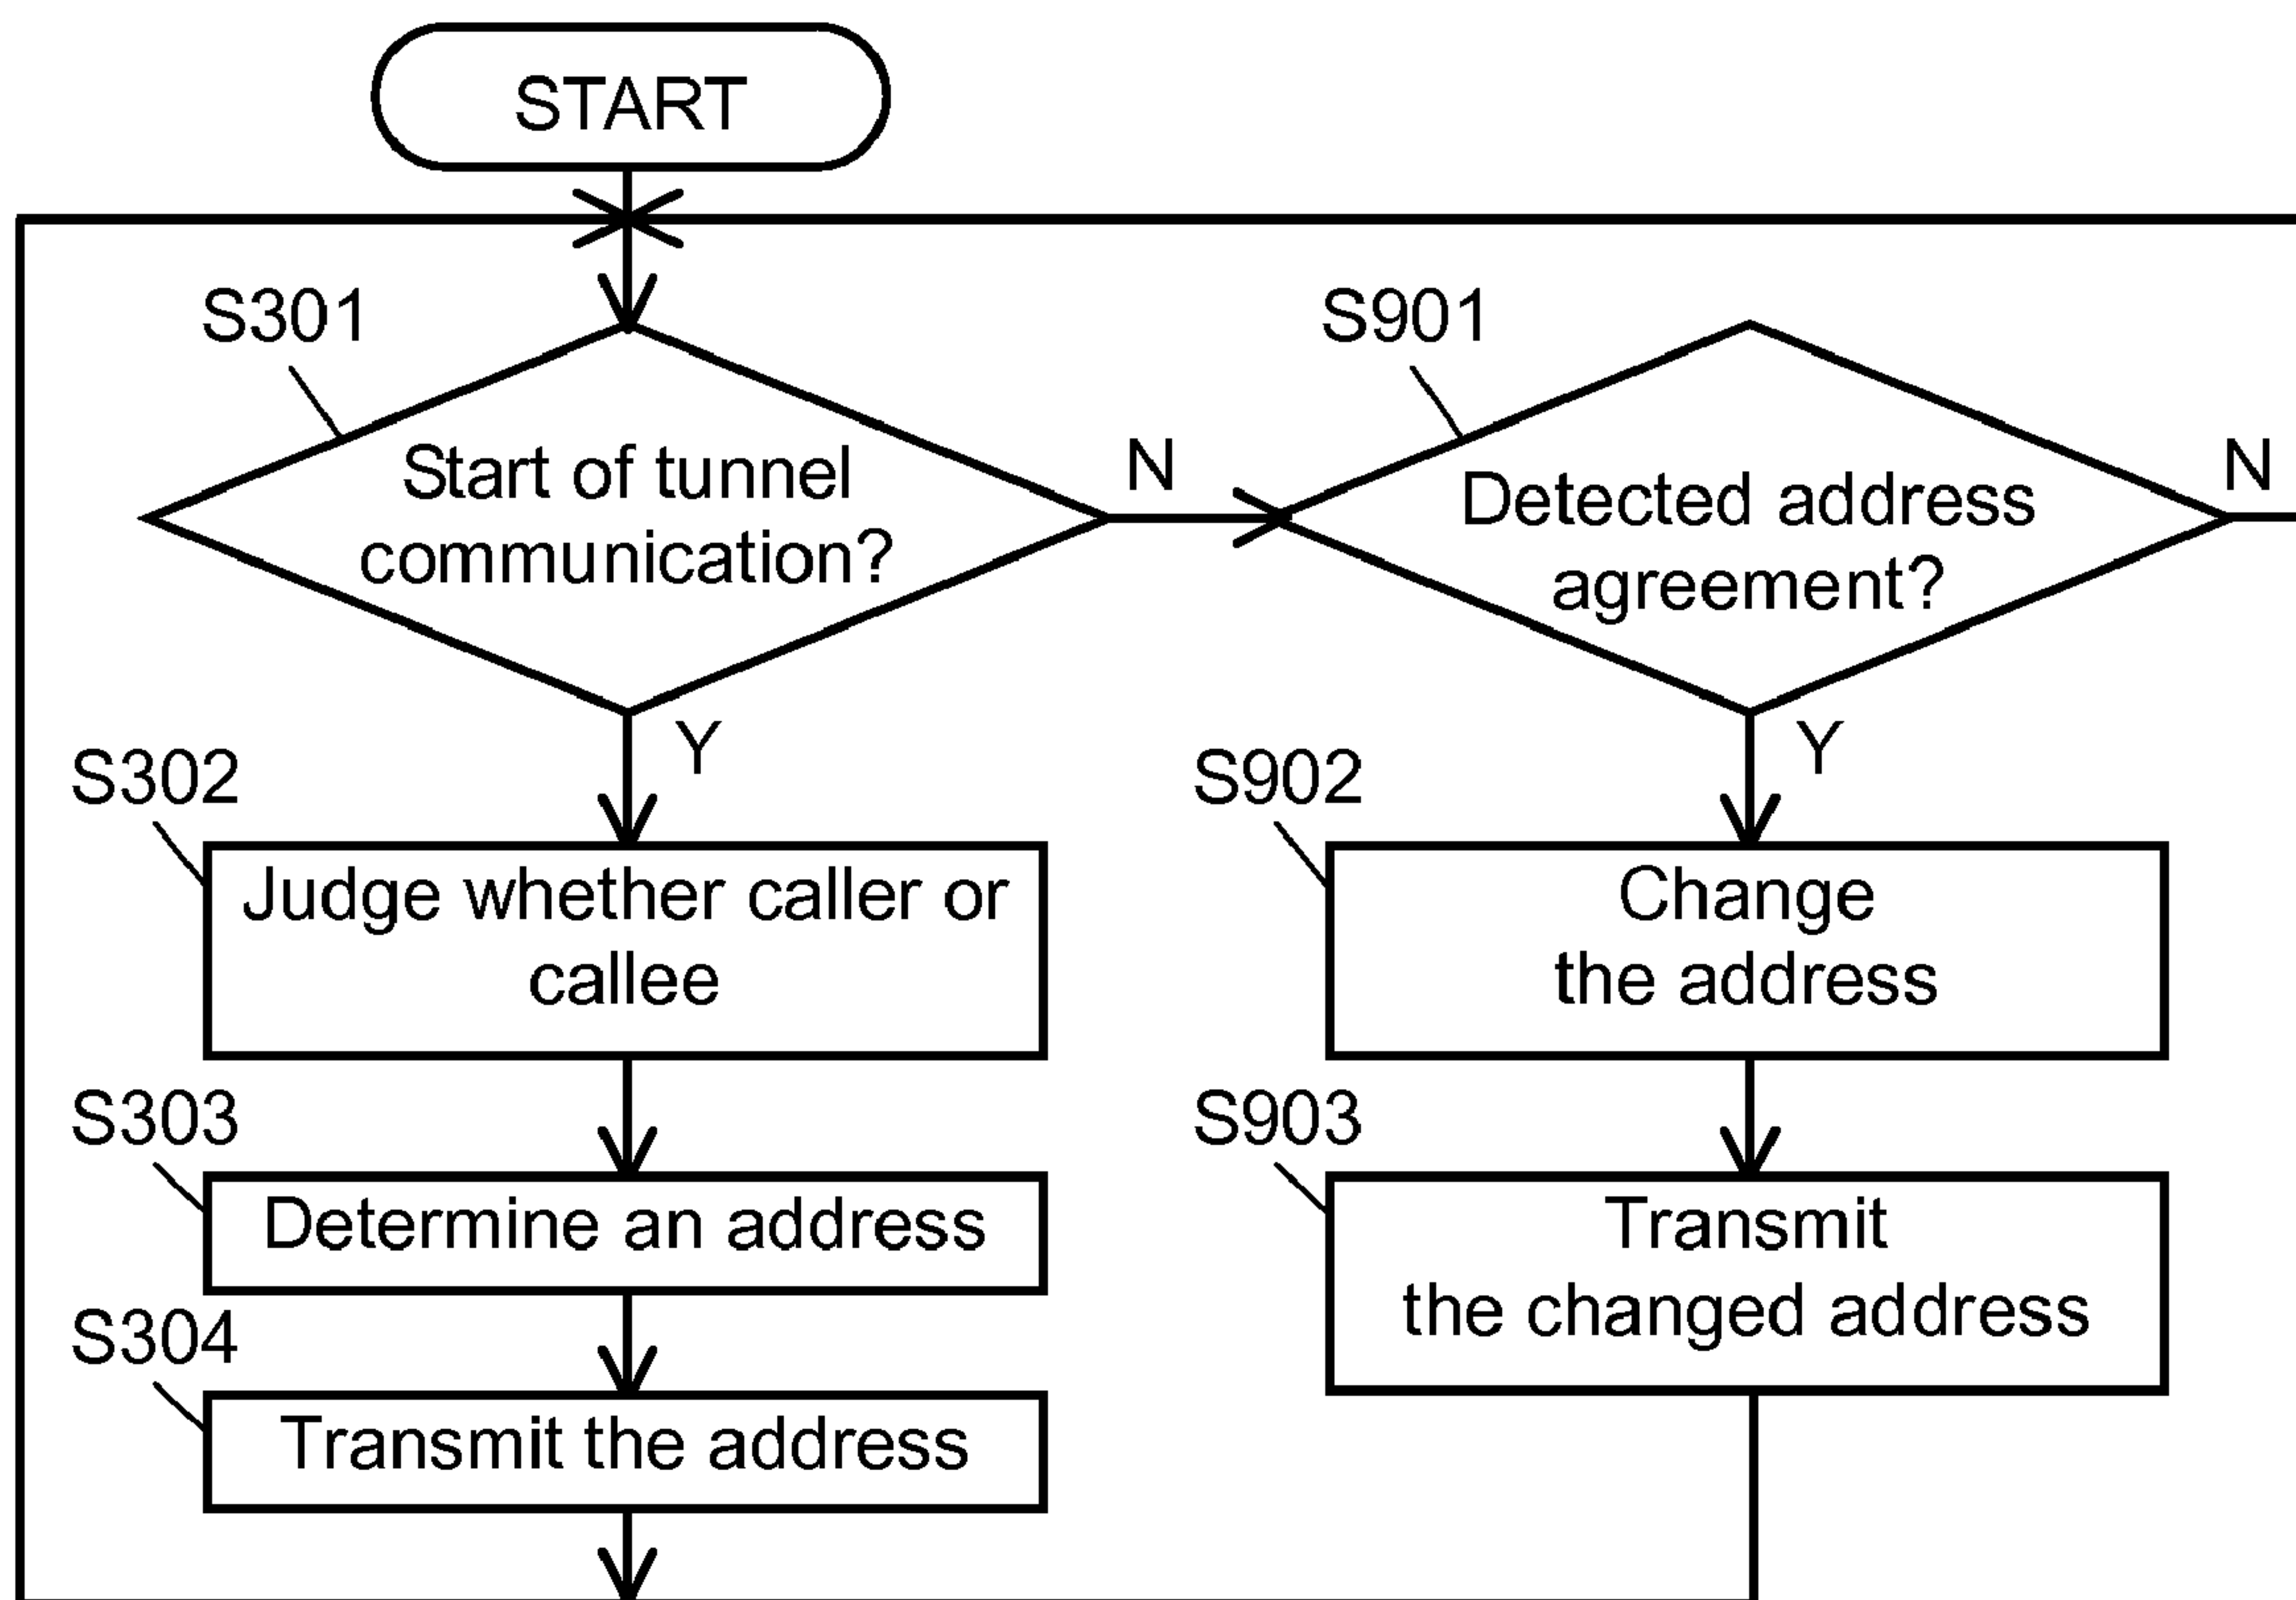 START
S301
Start of tunnel
communication?
N
Y
S302
Judge whether caller or
callee
S303
Determine an address
S304
Transmit the address
S901
Detected address
agreement?
N
Y
S902
Change
the address
S903
Transmit
the changed address